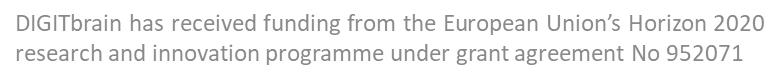 DIGITbrain has received funding from the European Union’s Horizon 2020
research and innovation programme under grant agreement No 952071